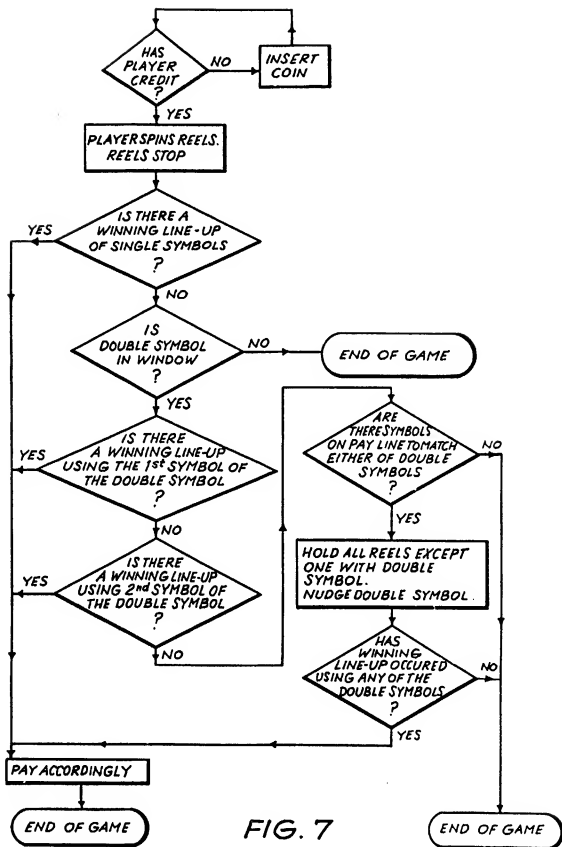 HAS
PLAYER
CREDIT
?
NO
INSERT
COIN
YES
PLAYER SPINS REELS.
REELS STOP
IS THERE A
WINNING LINE-UP
OF SINGLE SYMBOLS
?
YES
NO
IS
DOUBLE SYMBOL
IN WINDOW
?
NO
END OF GAME
YES
IS THERE
A WINNING LINE-UP
USING THE 1st SYMBOL OF
THE DOUBLE SYMBOL
?
YES
NO
IS THERE
A WINNING LINE-UP
USING 2nd SYMBOL OF
THE DOUBLE SYMBOL
?
YES
NO
ARE
THERE SYMBOLS
ON PAY LINE TO MATCH
EITHER OF DOUBLE
SYMBOLS
?
NO
YES
HOLD ALL REELS EXCEPT
ONE WITH DOUBLE
SYMBOL.
NUDGE DOUBLE SYMBOL.
HAS
WINNING
LINE-UP OCCURED
USING ANY OF THE
DOUBLE SYMBOLS
?
NO
YES
PAY ACCORDINGLY
END OF GAME
FIG. 7
END OF GAME